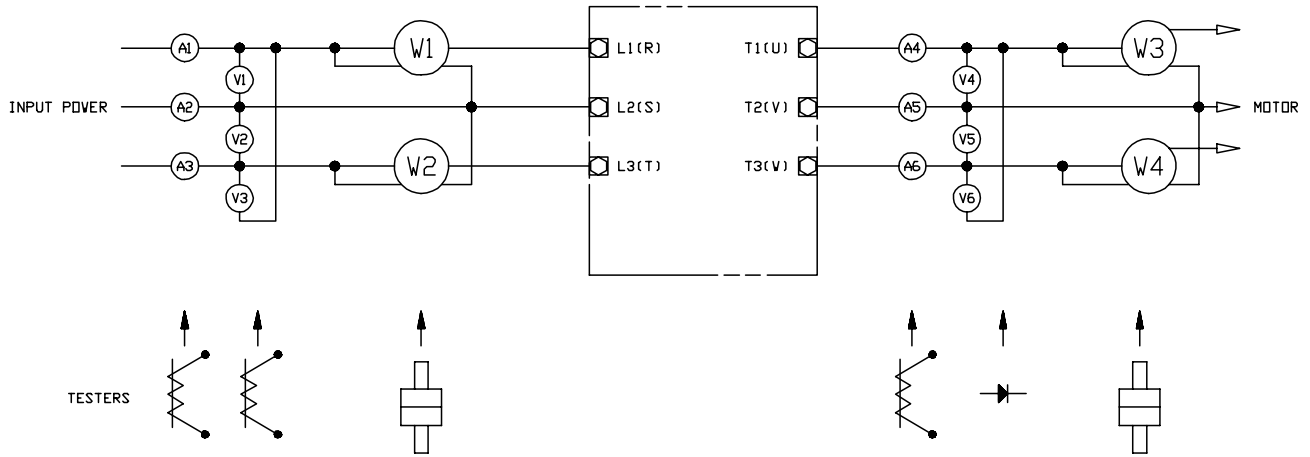 A1 W1 L1(R) T1(U) A4 W3
V1 V4
INPUT POWER A2 L2(S) T2(V) A5 MOTOR
V2 V5
A3 W2 L3(T) T3(W) A6 W4
V3 V6
TESTERS